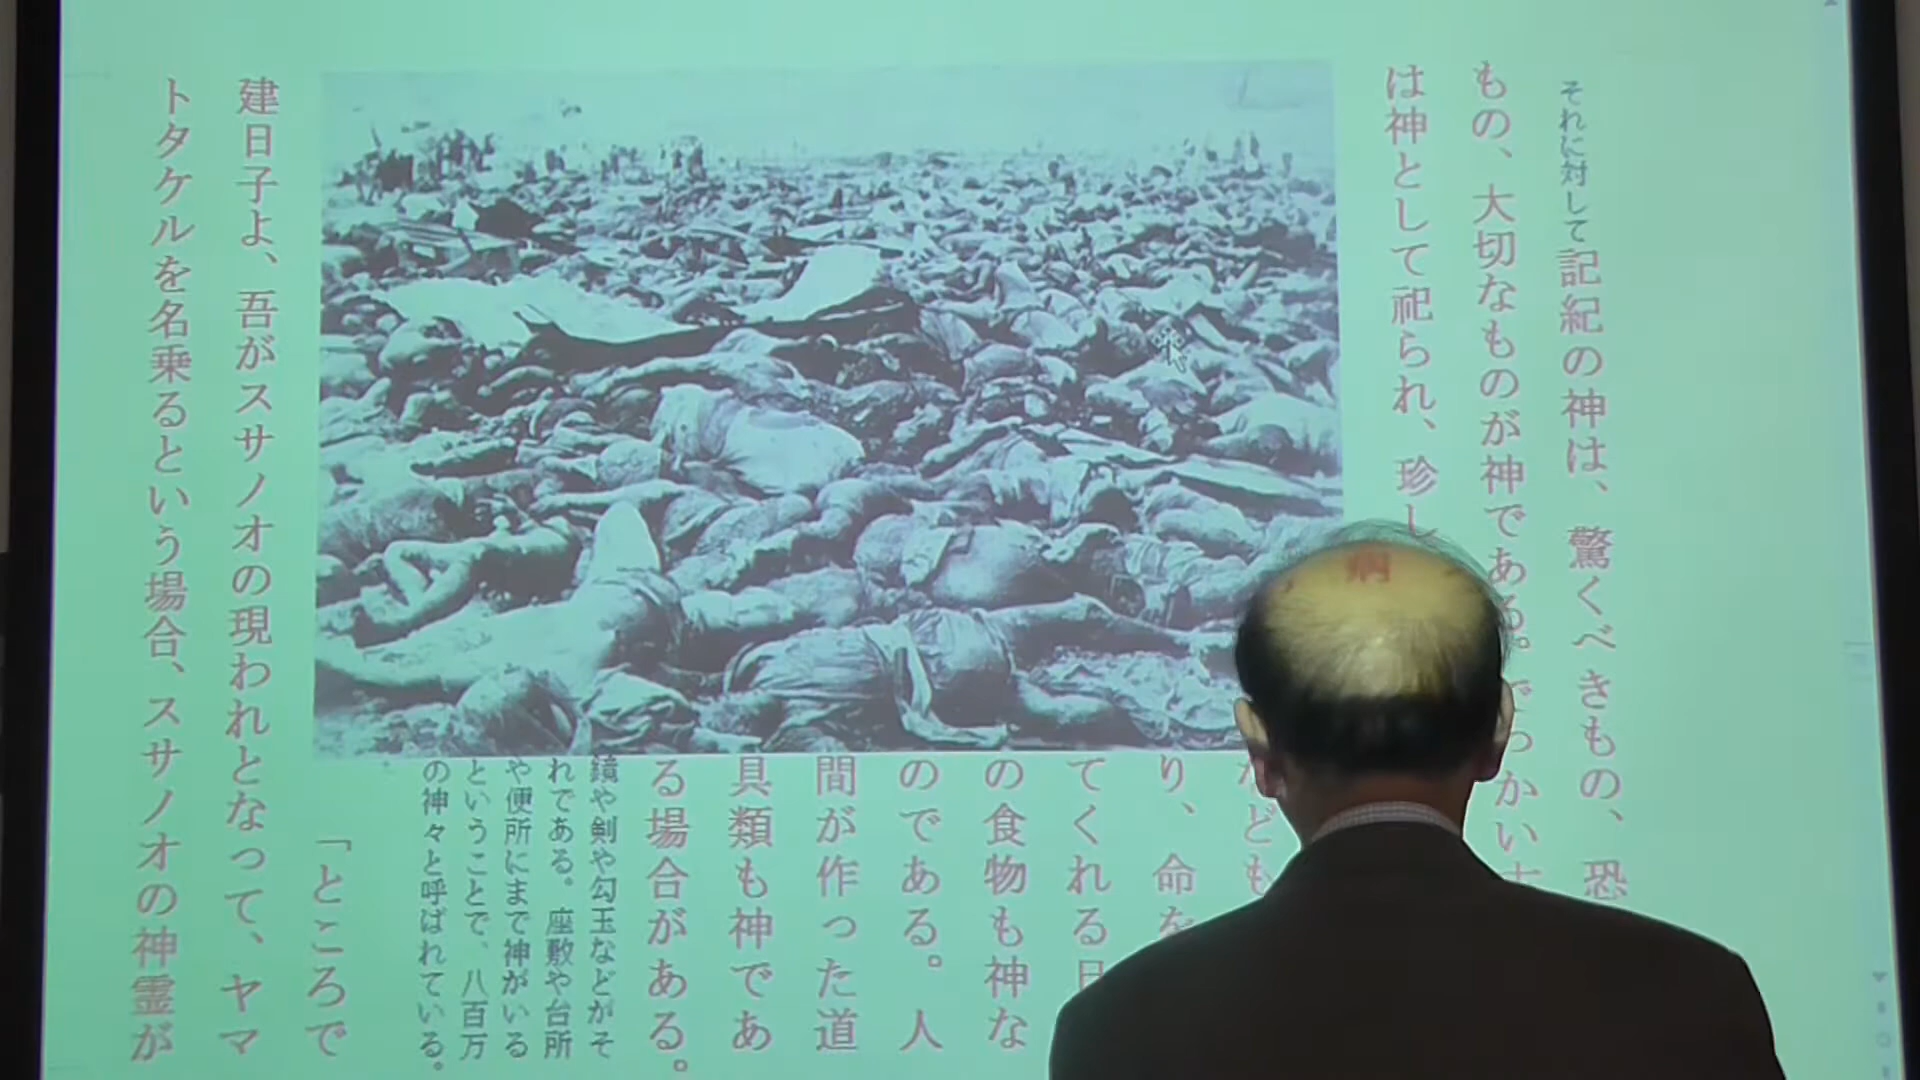 それに対して記紀の神は、驚くべきもの、恐
もの、大切なものが神である。でっかい
は神として祀られ、珍し
ども
り、命を
てくれる日
の食物も神な
のである。人
間が作った道
具類も神であ
る場合がある。
鏡や剣や勾玉などがそ
れである。座敷や台所
や便所にまで神がいる
ということで、八百万
の神々と呼ばれている。
「ところで
建日子よ、吾がスサノオの現われとなって、ヤマ
トタケルを名乗るという場合、スサノオの神霊が